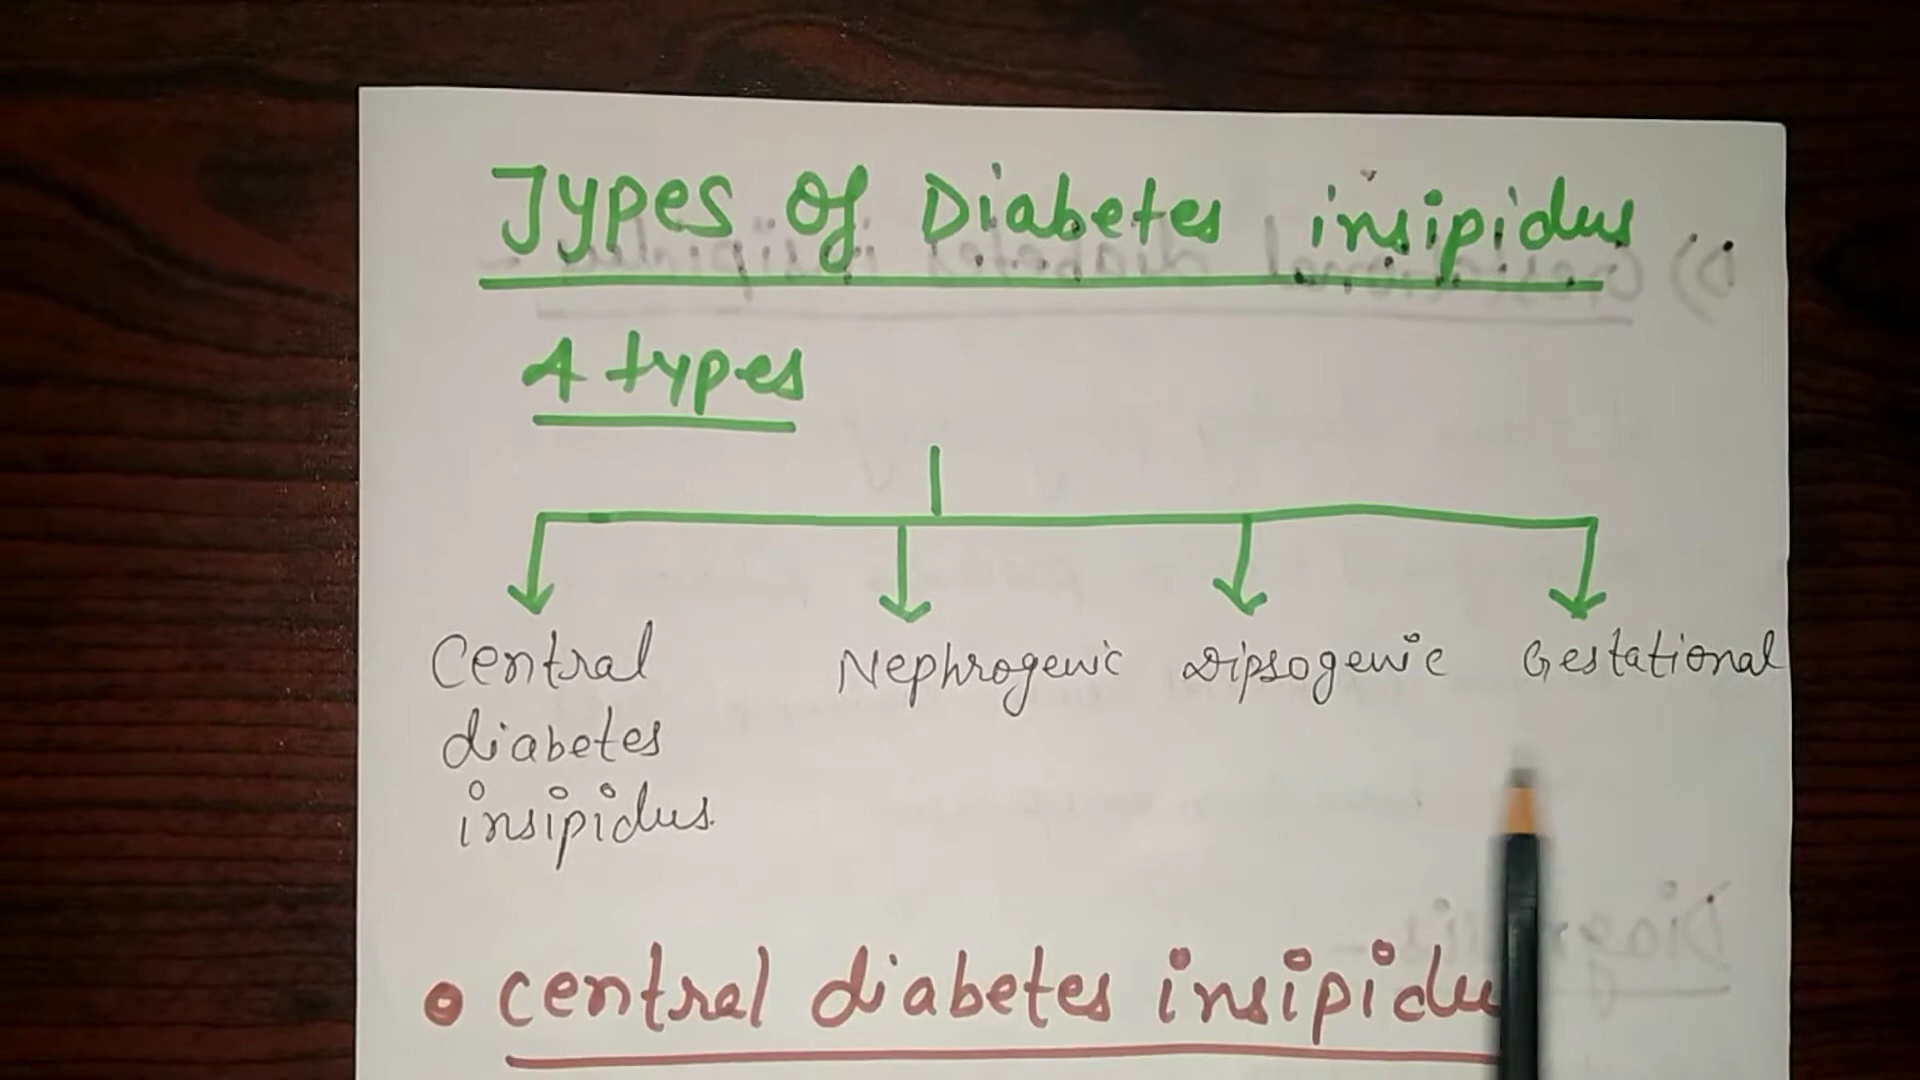 Types of Diabetes insipidus
4 types
Central diabetes insipidus.
Nephrogenic
Dipsogenic
Gestational
• Central diabetes insipidu